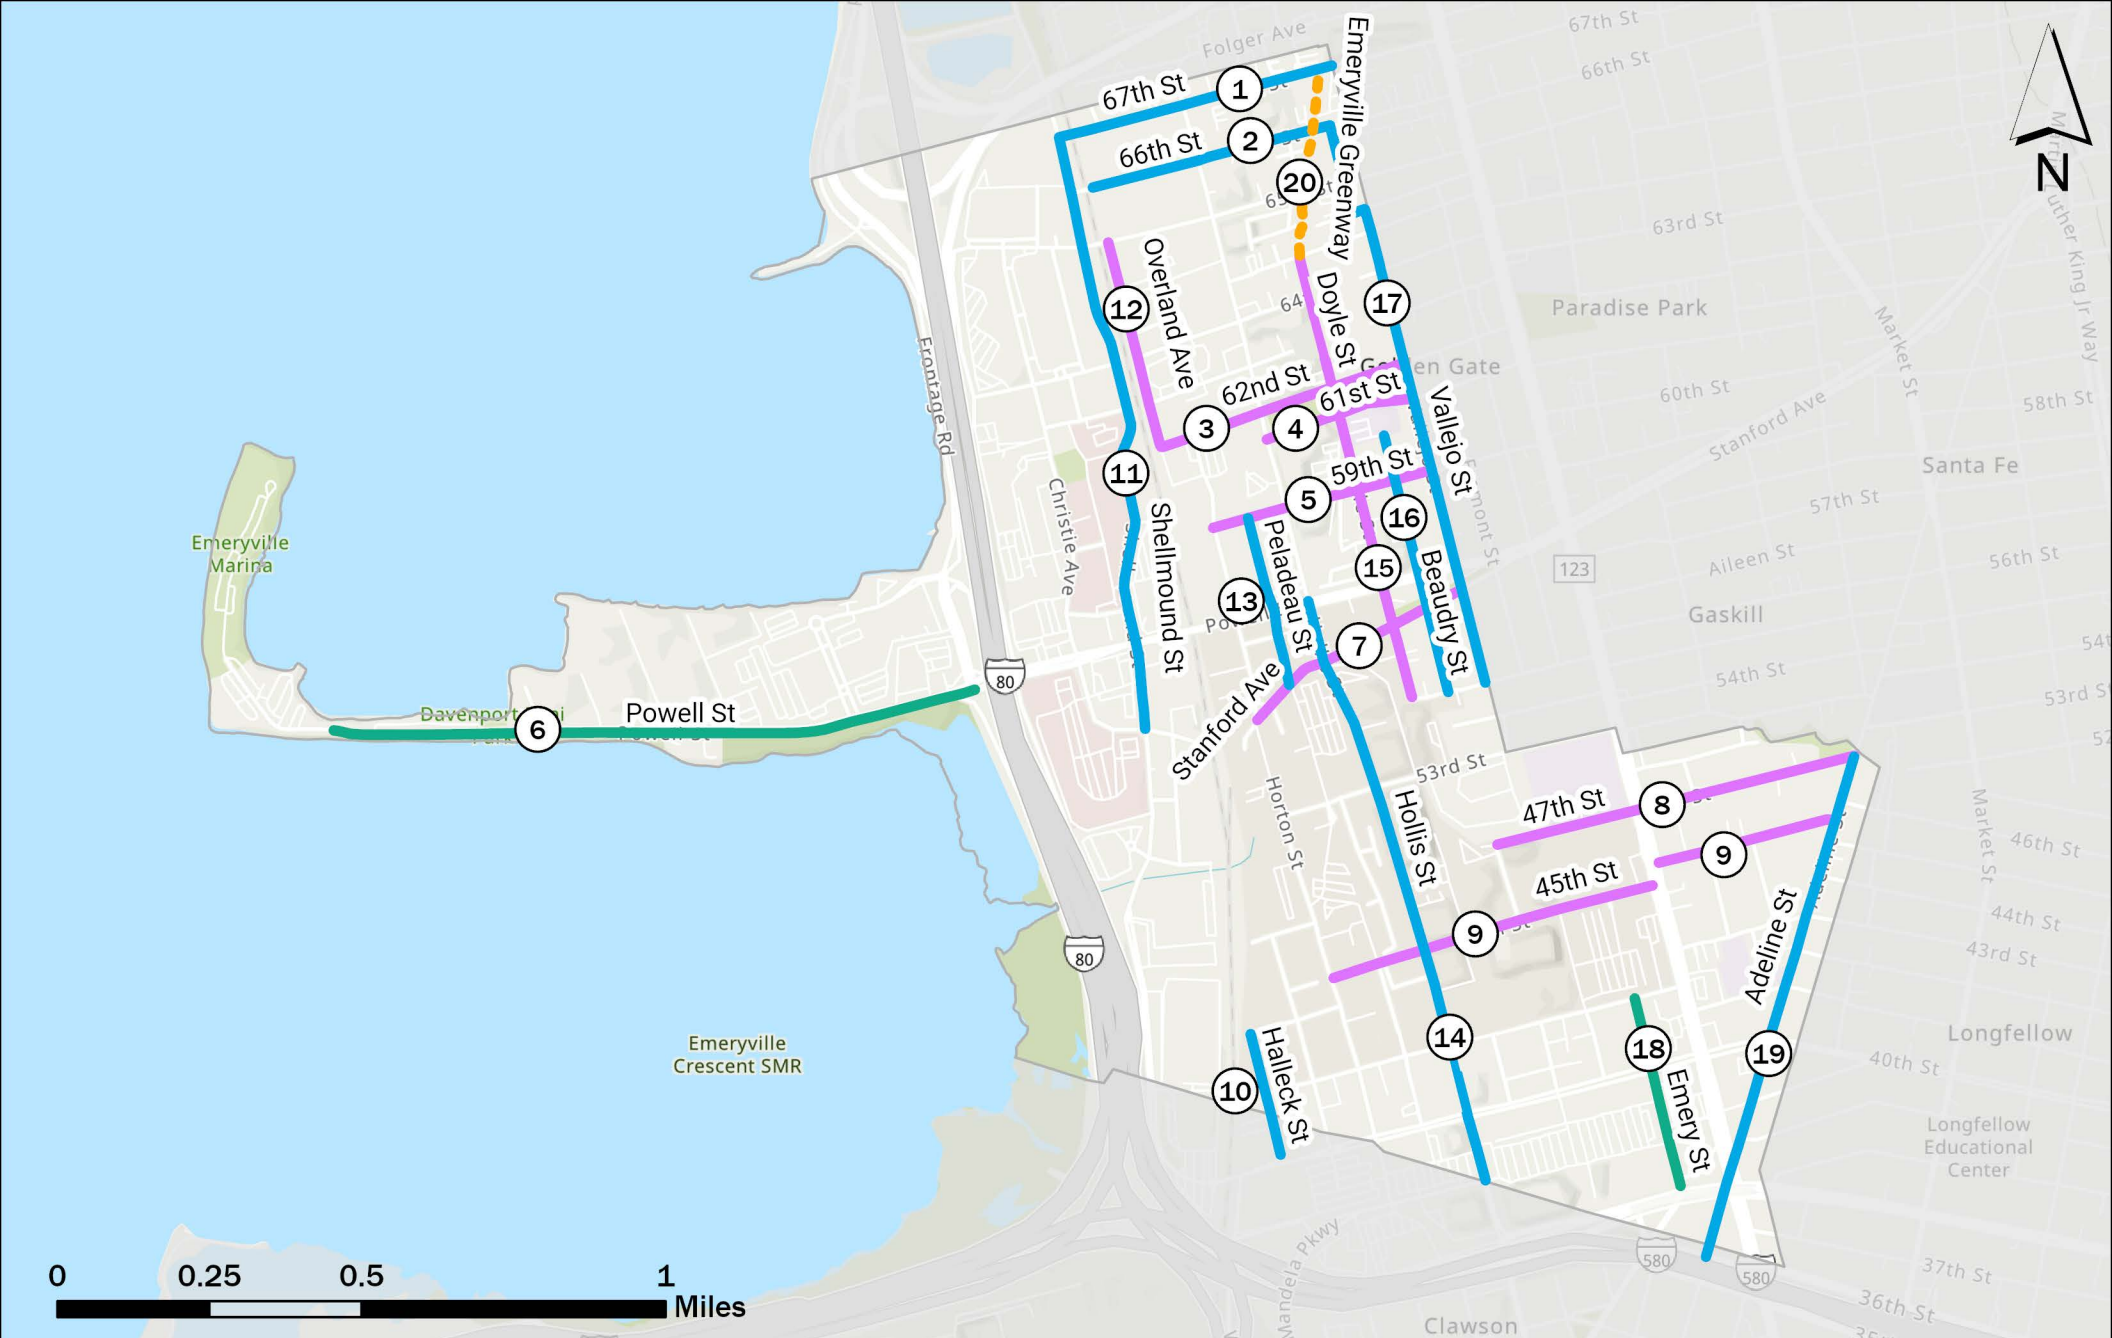 Folger Ave
67th St
66th St
67th St
1
66th St
2
20
Emeryville Greenway
N
63rd St
Paradise Park
Market St
Overland Ave
12
17
Doyle St
64
Frontage Rd
62nd St
61st St
60th St
58th St
Stanford Ave
3
4
Vallejo St
59th St
11
5
16
Santa Fe
57th St
Christie Ave
Shellmound St
Peladeau St
15
Beaudry St
123
Aileen St
56th St
Emeryville
Marina
13
7
Gaskill
54th St
53rd St
80
Stanford Ave
Powell St
6
53rd St
Horton St
Hollis St
47th St
8
9
45th St
9
Market St
46th St
44th St
43rd St
80
Adeline St
Emeryville
Crescent SMR
14
18
19
Longfellow
40th St
10
Halleck St
Emery St
Longfellow
Educational
Center
580
580
37th St
36th St
Mandela Pkwy
Clawson
0 0.25 0.5 1
Miles